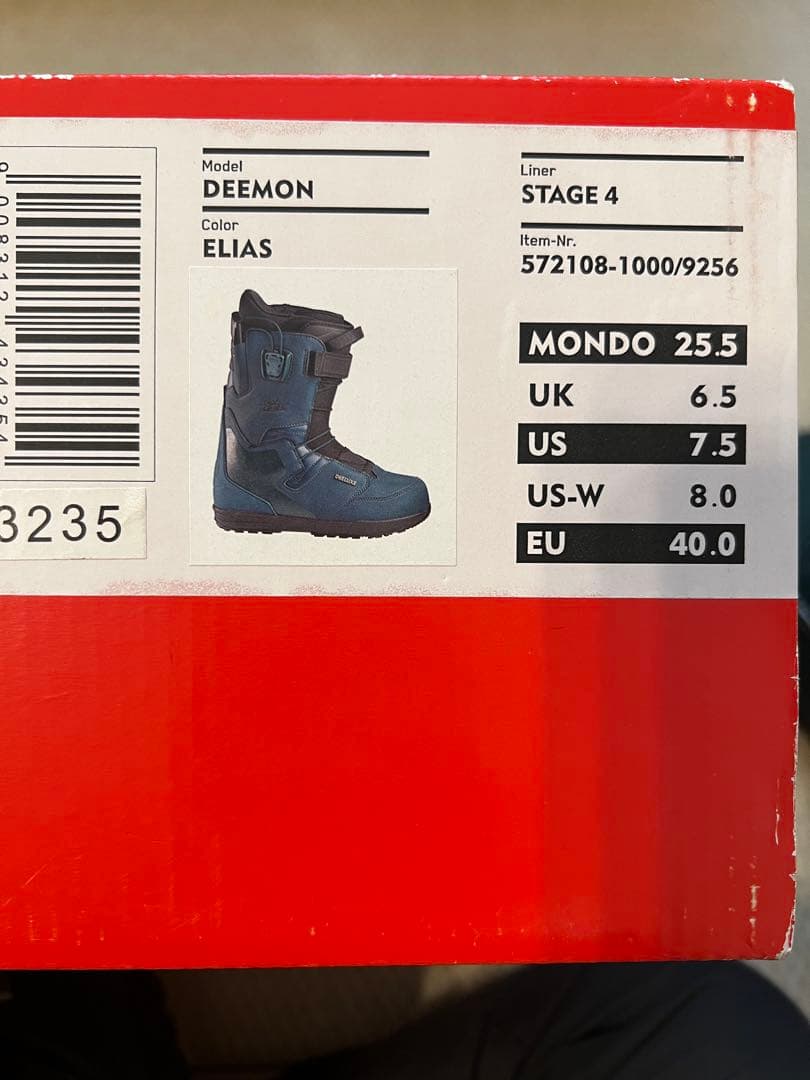 Model
DEEMON
Color
ELIAS
Liner
STAGE 4
Item-Nr.
572108-1000/9256
MONDO 25.5
UK 6.5
US 7.5
US-W 8.0
EU 40.0
DEELUXE
3235